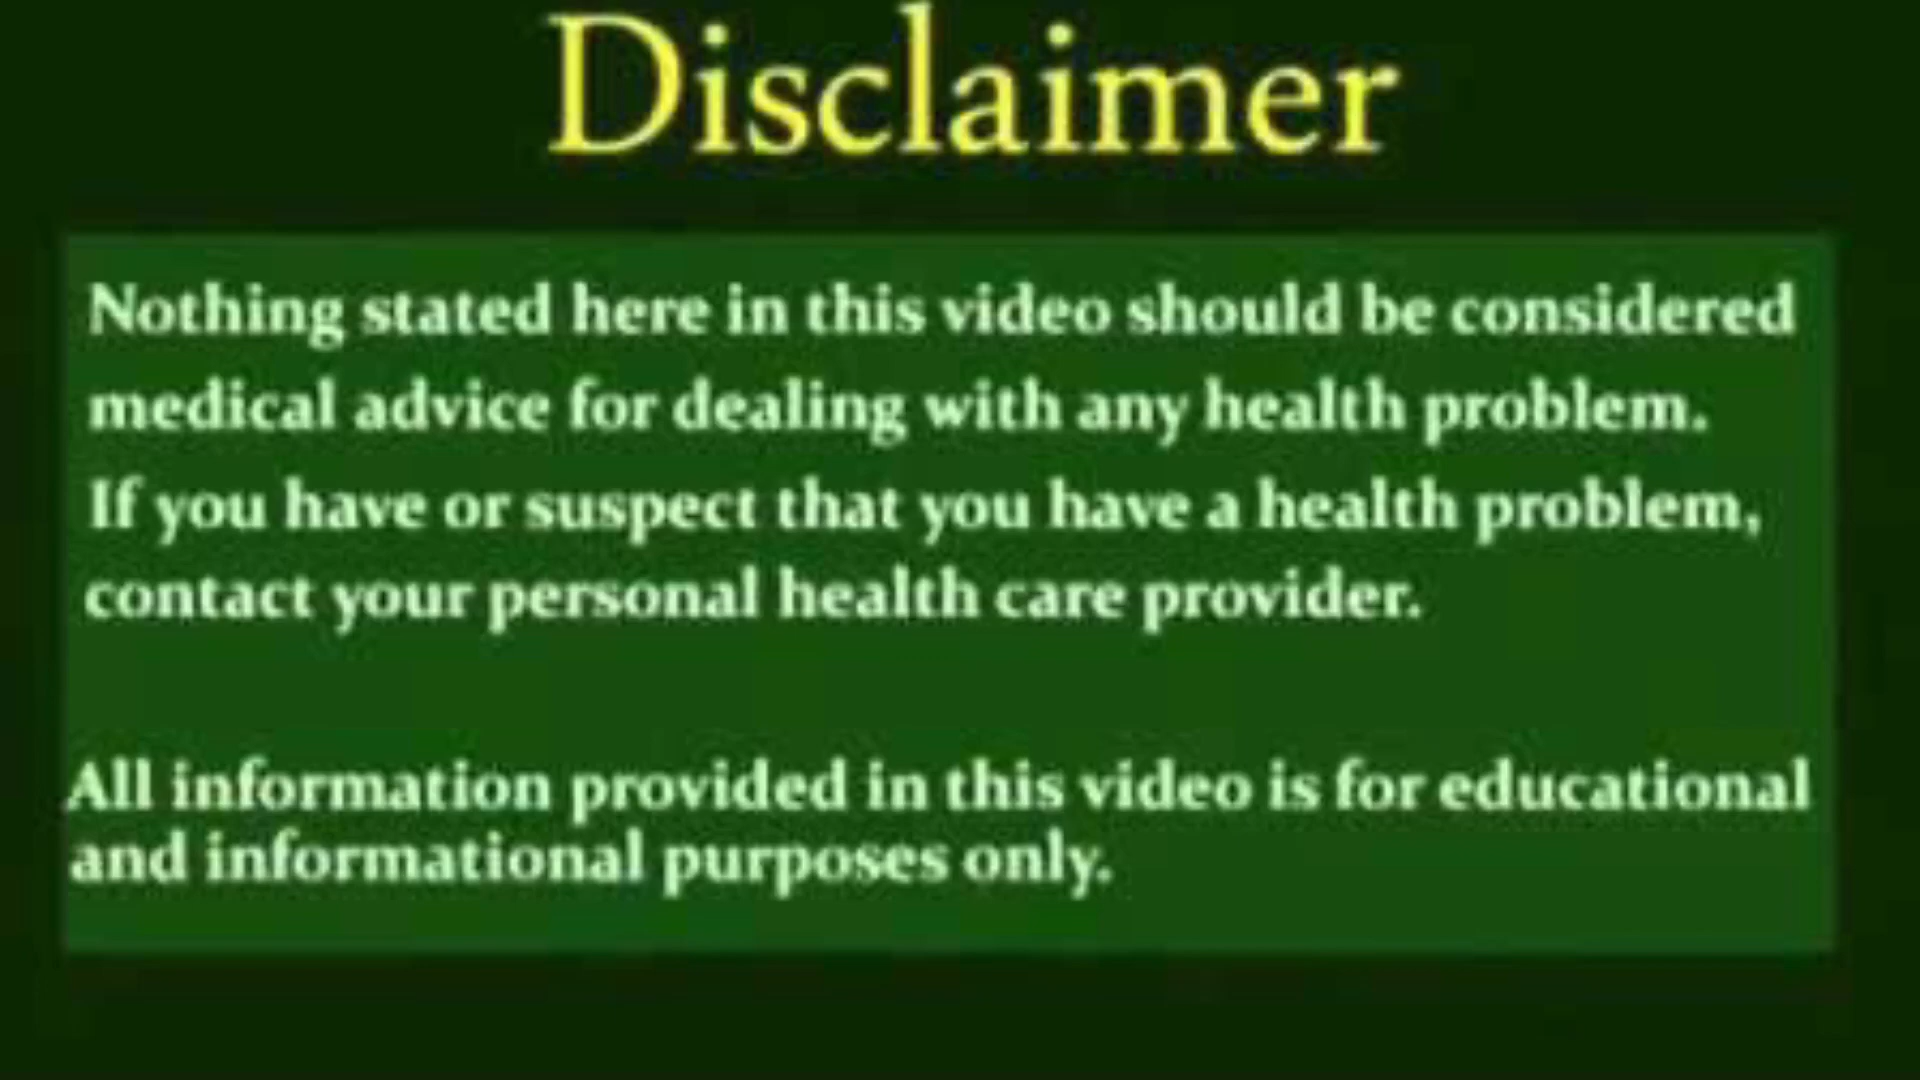 Disclaimer
Nothing stated here in this video should be considered
medical advice for dealing with any health problem.
If you have or suspect that you have a health problem,
contact your personal health care provider.
All information provided in this video is for educational
and informational purposes only.